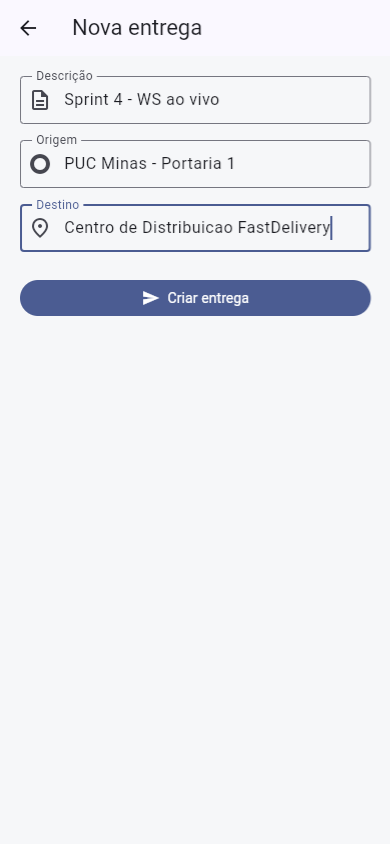 Nova entrega
Descrição
Sprint 4 - WS ao vivo
Origem
PUC Minas - Portaria 1
Destino
Centro de Distribuicao FastDelivery
Criar entrega